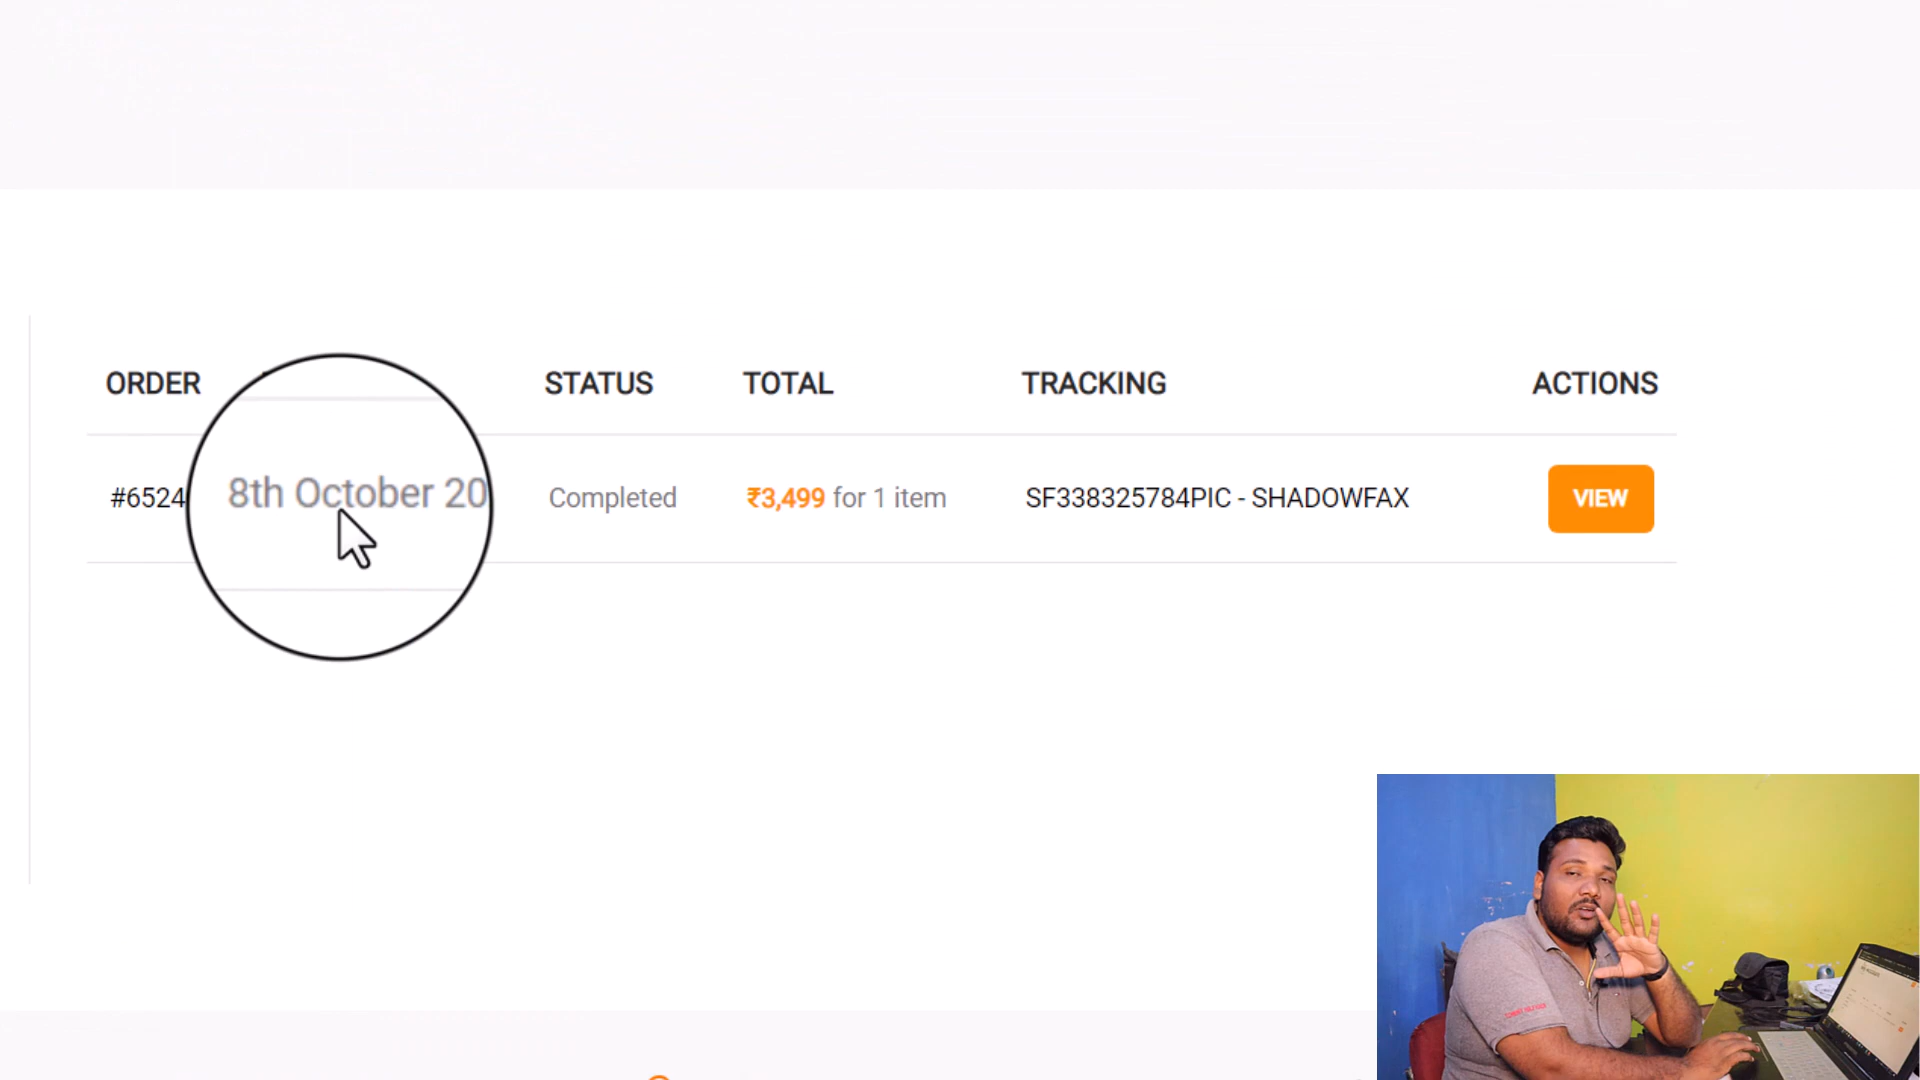 ORDER STATUS TOTAL TRACKING ACTIONS
#6524 8th October 20 Completed ₹3,499 for 1 item SF338325784PIC - SHADOWFAX VIEW